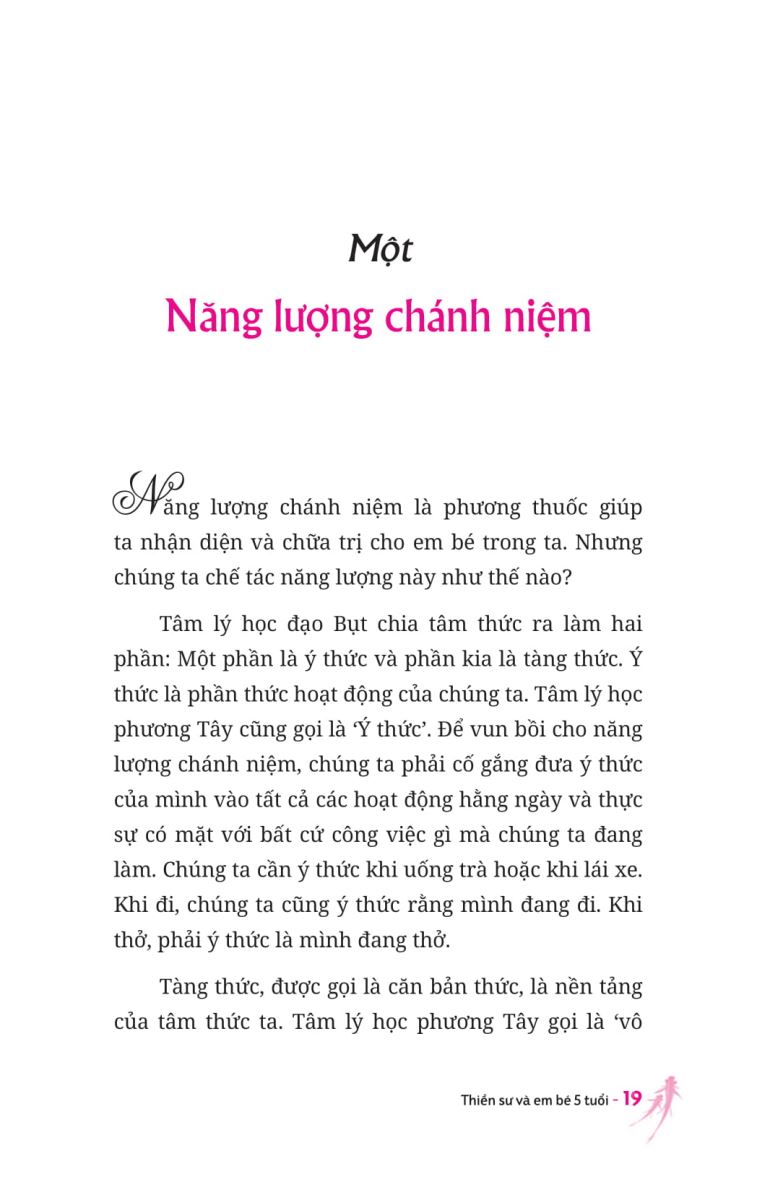 Một
Năng lượng chánh niệm
Năng lượng chánh niệm là phương thuốc giúp
ta nhận diện và chữa trị cho em bé trong ta. Nhưng
chúng ta chế tác năng lượng này như thế nào?
Tâm lý học đạo Bụt chia tâm thức ra làm hai
phần: Một phần là ý thức và phần kia là tàng thức. Ý
thức là phần thức hoạt động của chúng ta. Tâm lý học
phương Tây cũng gọi là ‘Ý thức’. Để vun bồi cho năng
lượng chánh niệm, chúng ta phải cố gắng đưa ý thức
của mình vào tất cả các hoạt động hằng ngày và thực
sự có mặt với bất cứ công việc gì mà chúng ta đang
làm. Chúng ta cần ý thức khi uống trà hoặc khi lái xe.
Khi đi, chúng ta cũng ý thức rằng mình đang đi. Khi
thở, phải ý thức là mình đang thở.
Tàng thức, được gọi là căn bản thức, là nền tảng
của tâm thức ta. Tâm lý học phương Tây gọi là ‘vô
Thiền sư và em bé 5 tuổi - 19